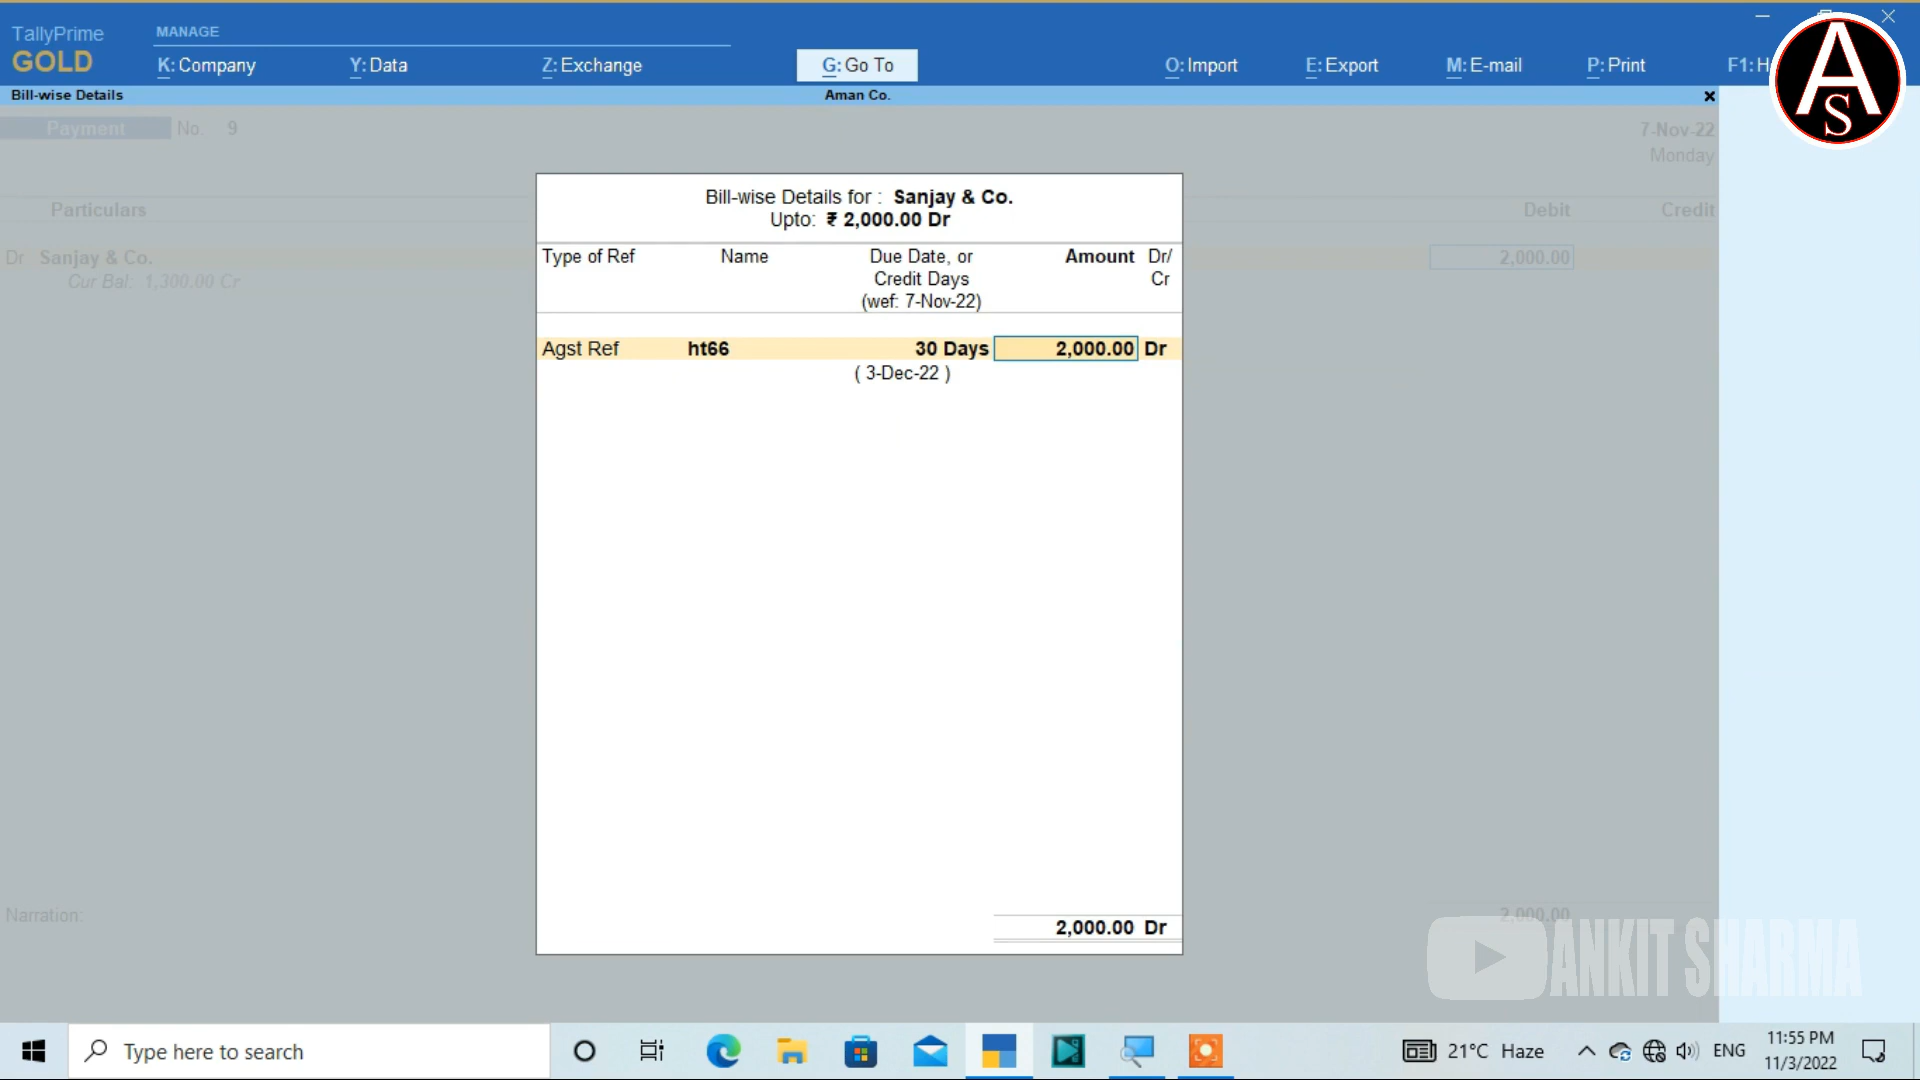 TallyPrime
GOLD
MANAGE
K: Company
Y: Data
Z: Exchange
G: Go To
O: Import
E: Export
M: E-mail
P: Print
F1: H
Bill-wise Details
Aman Co.
Payment No. 9
7-Nov-22
Monday
Particulars
Debit
Credit
Dr Sanjay & Co.
2,000.00
Cur Bal: 1,300.00 Cr
Bill-wise Details for : Sanjay & Co.
Upto: ₹ 2,000.00 Dr
Type of Ref
Name
Due Date, or
Credit Days
(wef: 7-Nov-22)
Amount
Dr/
Cr
Agst Ref ht66 30 Days 2,000.00 Dr
( 3-Dec-22 )
2,000.00 Dr
Narration:
2,000.00
ANKIT SHARMA
A
S
Type here to search
21°C Haze
ENG
11:55 PM
11/3/2022